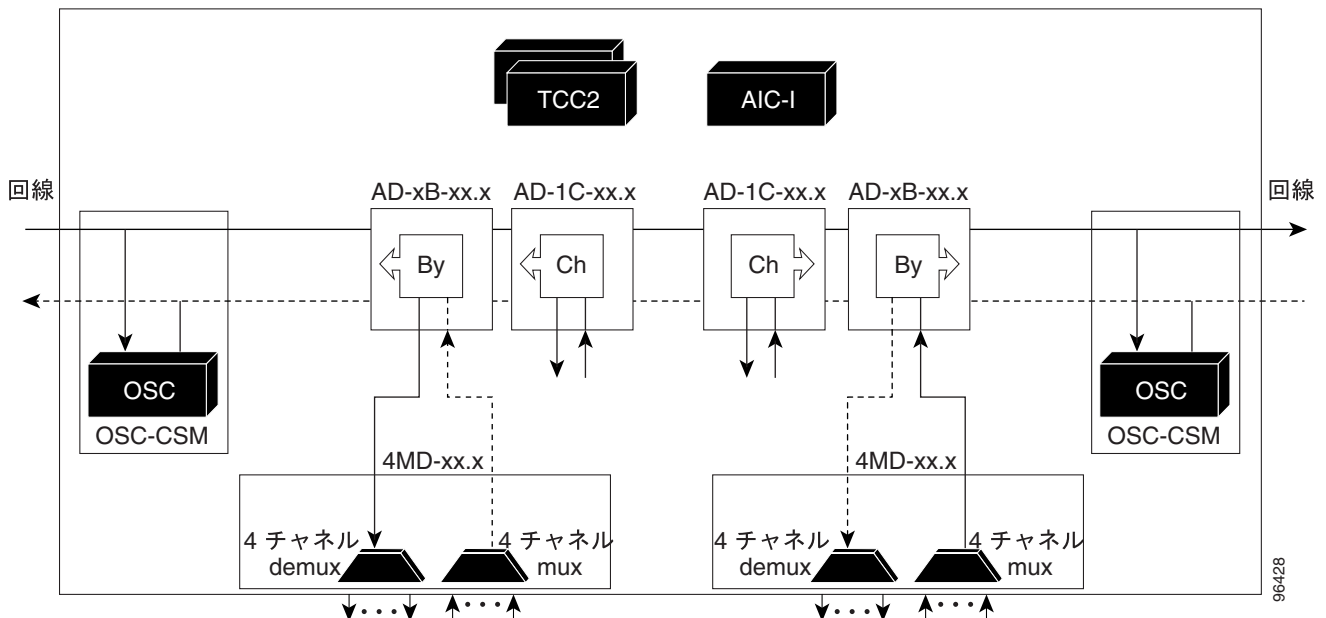 TCC2
AIC-I
回線
AD-xB-xx.x
AD-1C-xx.x
AD-1C-xx.x
AD-xB-xx.x
回線
By
Ch
Ch
By
OSC
OSC-CSM
OSC
OSC-CSM
4MD-xx.x
4MD-xx.x
4 チャネル
demux
4 チャネル
mux
4 チャネル
demux
4 チャネル
mux
96428